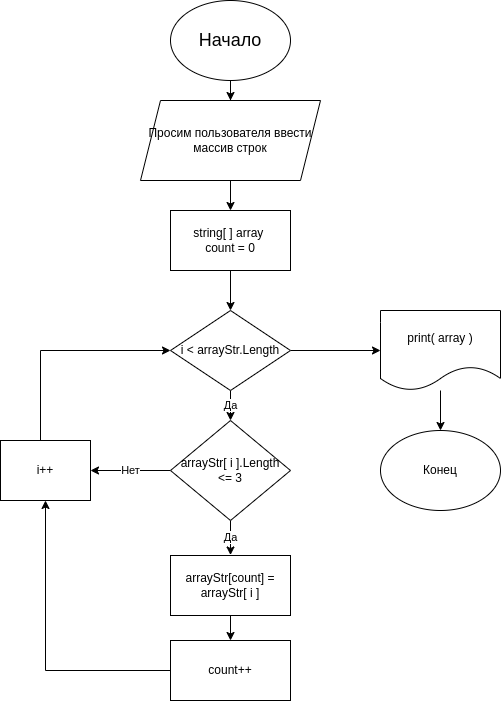 Начало
Просим пользователя ввести
массив строк
string[ ] array
count = 0
i < arrayStr.Length
print( array )
Да
arrayStr[ i ].Length
<= 3
Нет
i++
Конец
Да
arrayStr[count] =
arrayStr[ i ]
count++